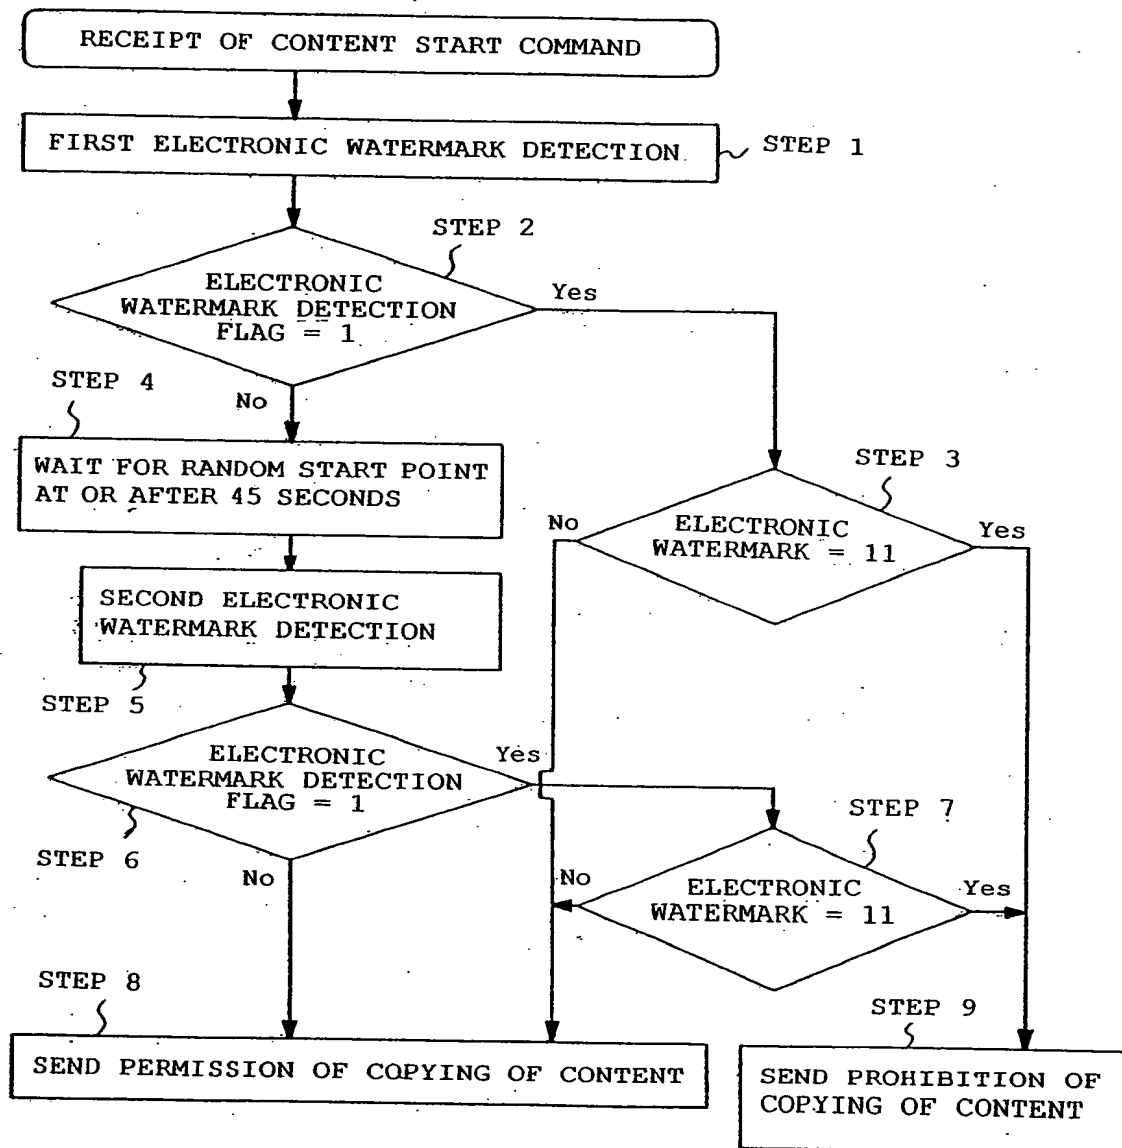 RECEIPT OF CONTENT START COMMAND
FIRST ELECTRONIC WATERMARK DETECTION
STEP 1
STEP 2
ELECTRONIC
WATERMARK DETECTION
FLAG = 1
Yes
STEP 4
No
WAIT FOR RANDOM START POINT
AT OR AFTER 45 SECONDS
STEP 3
ELECTRONIC
WATERMARK = 11
No
Yes
SECOND ELECTRONIC
WATERMARK DETECTION
STEP 5
ELECTRONIC
WATERMARK DETECTION
FLAG = 1
Yes
STEP 6
No
STEP 7
ELECTRONIC
WATERMARK = 11
No
Yes
STEP 8
SEND PERMISSION OF COPYING OF CONTENT
STEP 9
SEND PROHIBITION OF
COPYING OF CONTENT